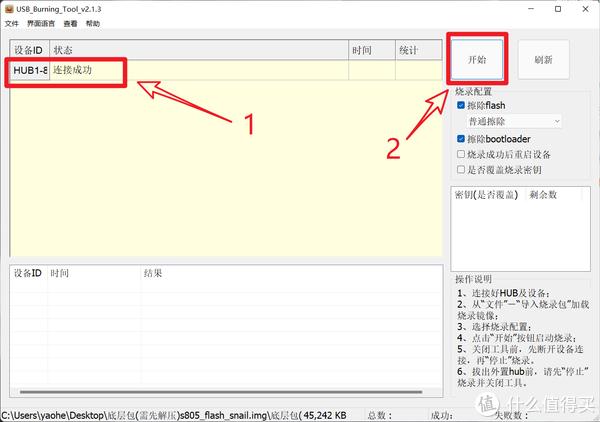 USB_Burning_Tool_v2.1.3
文件 界面语言 查看 帮助
设备ID 状态 时间 统计
HUB1-8 连接成功
1
2
开始 刷新
烧录配置
擦除flash
普通擦除
擦除bootloader
烧录成功后重启设备
是否覆盖烧录密钥
密钥(是否覆盖) 剩余数
设备ID 时间 结果
操作说明
1、连接好HUB及设备；
2、从“文件”—“导入烧录包”加载
烧录镜像；
3、选择烧录配置；
4、点击“开始”按钮启动烧录；
5、关闭工具前，先断开设备连
接，再“停止”烧录。
6、拔出外置hub前，请先“停止”
烧录并关闭工具。
C:\Users\yaohe\Desktop\底层包(需先解压)s805_flash_snail.img\底层包( 45,242 KB 总数： 成功： 失败数：
值 什么值得买